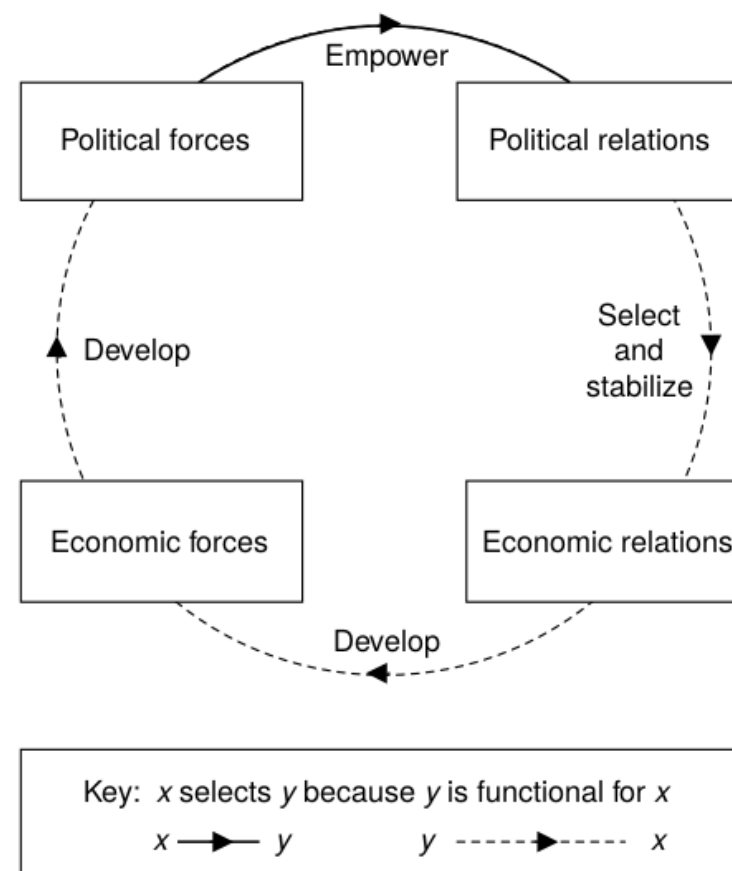 Empower
Political forces
Political relations
Develop
Select
and
stabilize
Economic forces
Economic relations
Develop
Key: x selects y because y is functional for x
x y y x